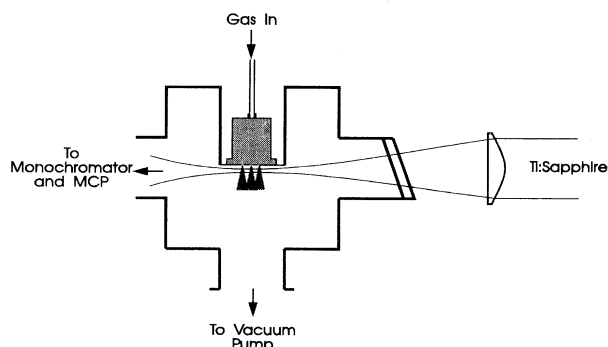 Gas In
To
Monochromator
and MCP
Ti:Sapphire
To Vacuum
Pump